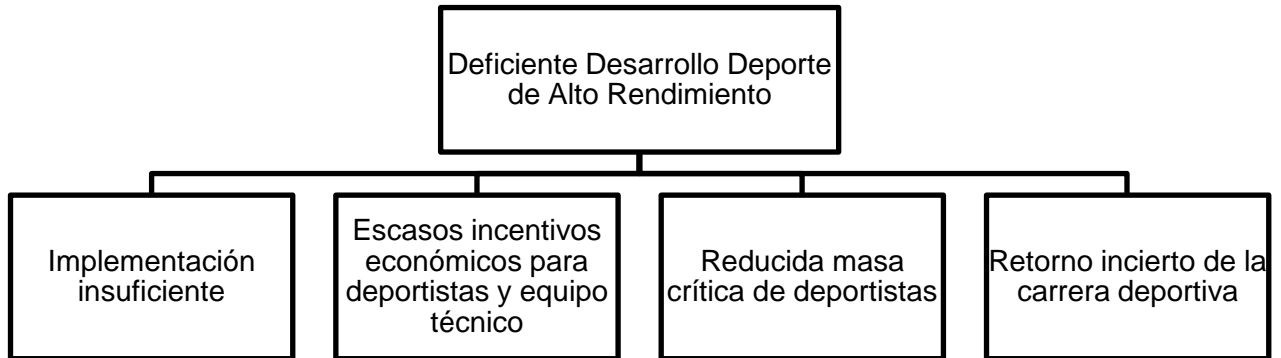 Deficiente Desarrollo Deporte
de Alto Rendimiento
Implementación
insuficiente
Escasos incentivos
económicos para
deportistas y equipo
técnico
Reducida masa
crítica de deportistas
Retorno incierto de la
carrera deportiva